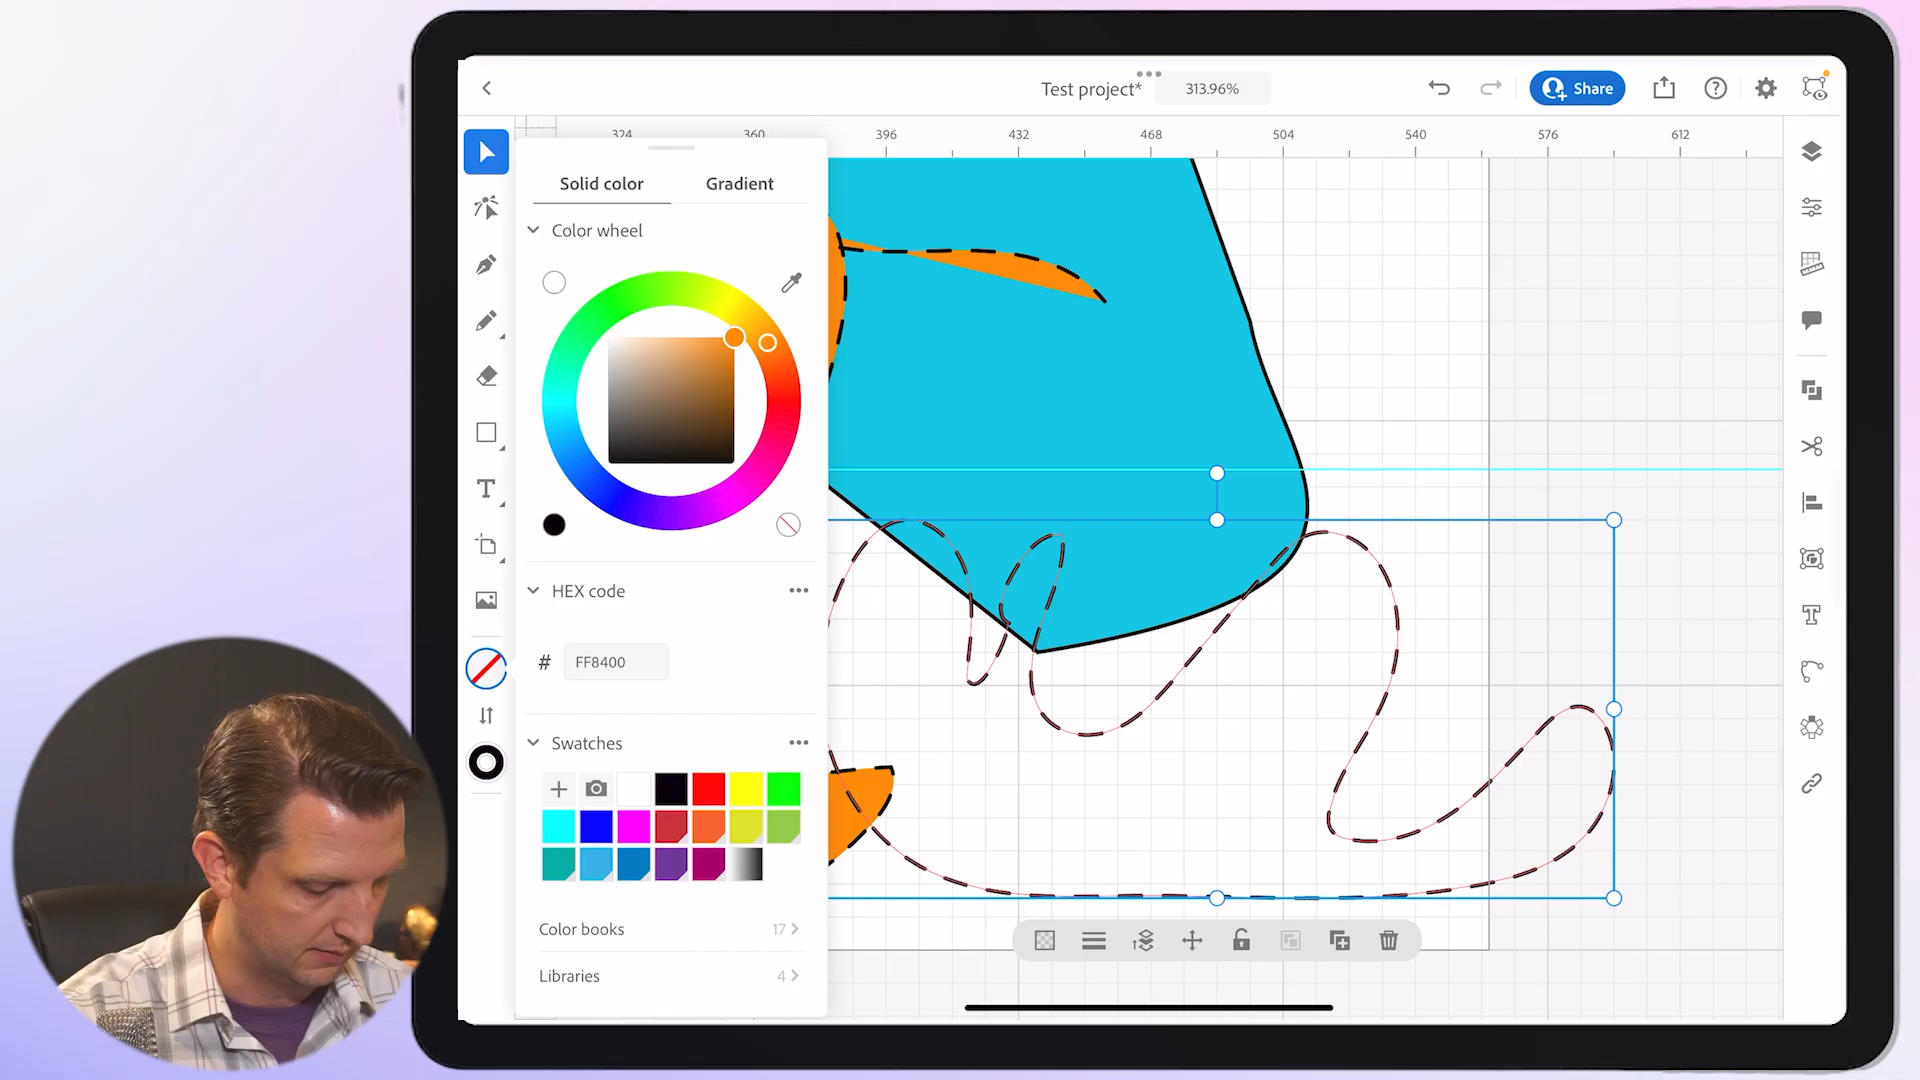 Test project*
313.96%
Share
324 360 396 432 468 504 540 576 612
Solid color Gradient
Color wheel
HEX code
# FF8400
Swatches
Color books 17
Libraries 4